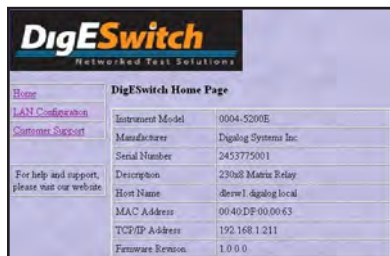 DigESwitch
Networked Test Solutions
Home
LAN Configuration
Customer Support
For help and support,
please visit our website
DigESwitch Home Page
Instrument Model 0004-5200E
Manufacturer Digalog Systems Inc
Serial Number 2453775001
Description 230x8 Matrix Relay
Host Name dlesw1.digalog.local
MAC Address 00:40:DF:00:00:63
TCP/IP Address 192.168.1.211
Firmware Revison 1.0.0.0